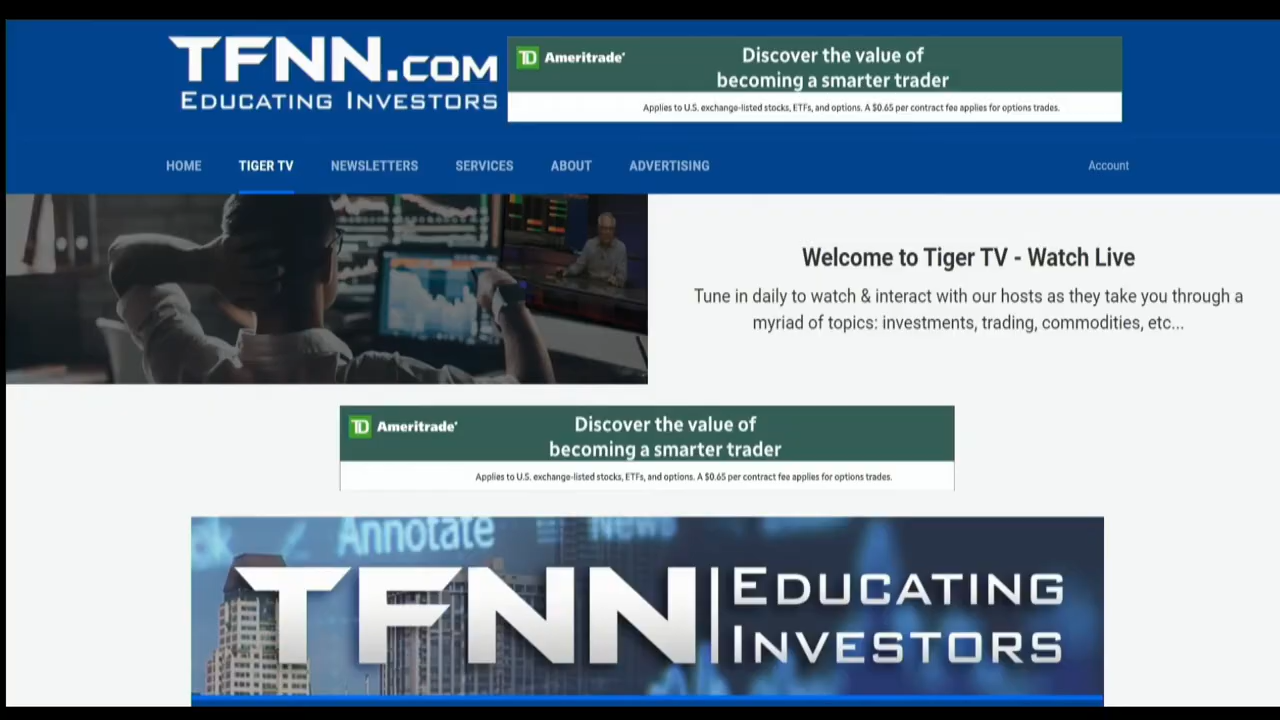 TFNN.COM
EDUCATING INVESTORS
TD Ameritrade
Discover the value of
becoming a smarter trader
Applies to U.S. exchange-listed stocks, ETFs, and options. A $0.65 per contract fee applies for options trades.
HOME TIGER TV NEWSLETTERS SERVICES ABOUT ADVERTISING Account
Welcome to Tiger TV - Watch Live
Tune in daily to watch & interact with our hosts as they take you through a
myriad of topics: investments, trading, commodities, etc...
TD Ameritrade
Discover the value of
becoming a smarter trader
Applies to U.S. exchange-listed stocks, ETFs, and options. A $0.65 per contract fee applies for options trades.
Annotate News
TFNN EDUCATING
INVESTORS